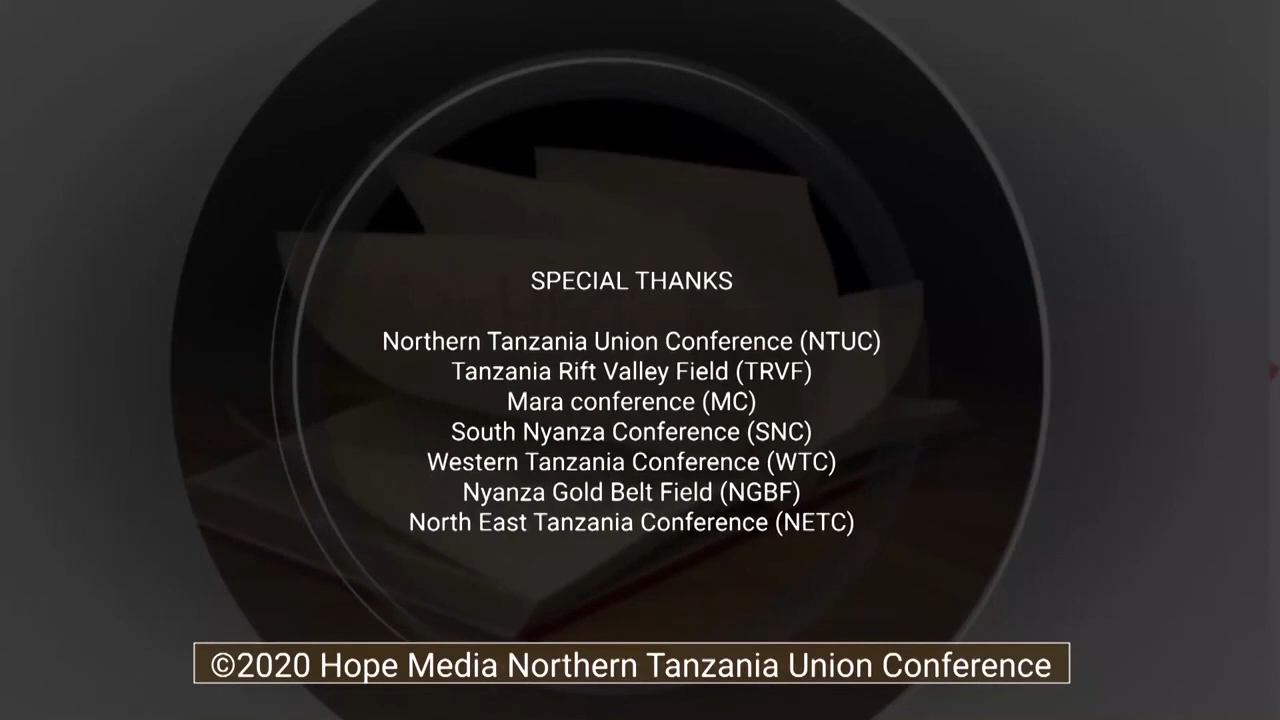 SPECIAL THANKS
Northern Tanzania Union Conference (NTUC)
Tanzania Rift Valley Field (TRVF)
Mara conference (MC)
South Nyanza Conference (SNC)
Western Tanzania Conference (WTC)
Nyanza Gold Belt Field (NGBF)
North East Tanzania Conference (NETC)
©2020 Hope Media Northern Tanzania Union Conference